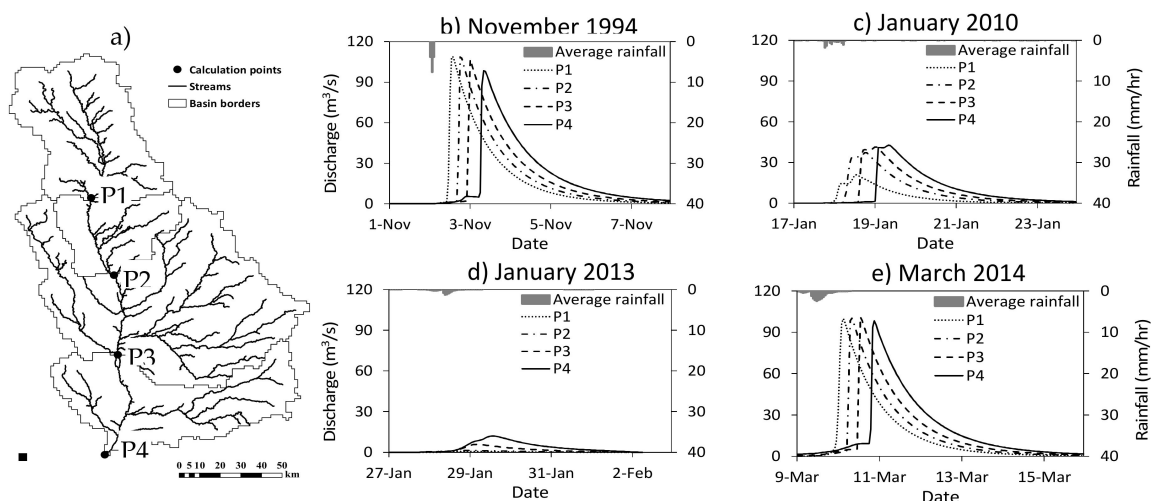 a)
Calculation points
Streams
Basin borders
P1
P2
P3
P4
0 5 10 20 30 40 50
km
b) November 1994
120
90
60
30
0
Discharge (m³/s)
0
10
20
30
40
Average rainfall
P1
P2
P3
P4
1-Nov 3-Nov 5-Nov 7-Nov
Date
c) January 2010
120
90
60
30
0
0
10
20
30
40
Rainfall (mm/hr)
Average rainfall
P1
P2
P3
P4
17-Jan 19-Jan 21-Jan 23-Jan
Date
d) January 2013
120
90
60
30
0
Discharge (m³/s)
0
10
20
30
40
Average rainfall
P1
P2
P3
P4
27-Jan 29-Jan 31-Jan 2-Feb
Date
e) March 2014
120
90
60
30
0
0
10
20
30
40
Rainfall (mm/hr)
Average rainfall
P1
P2
P3
P4
9-Mar 11-Mar 13-Mar 15-Mar
Date